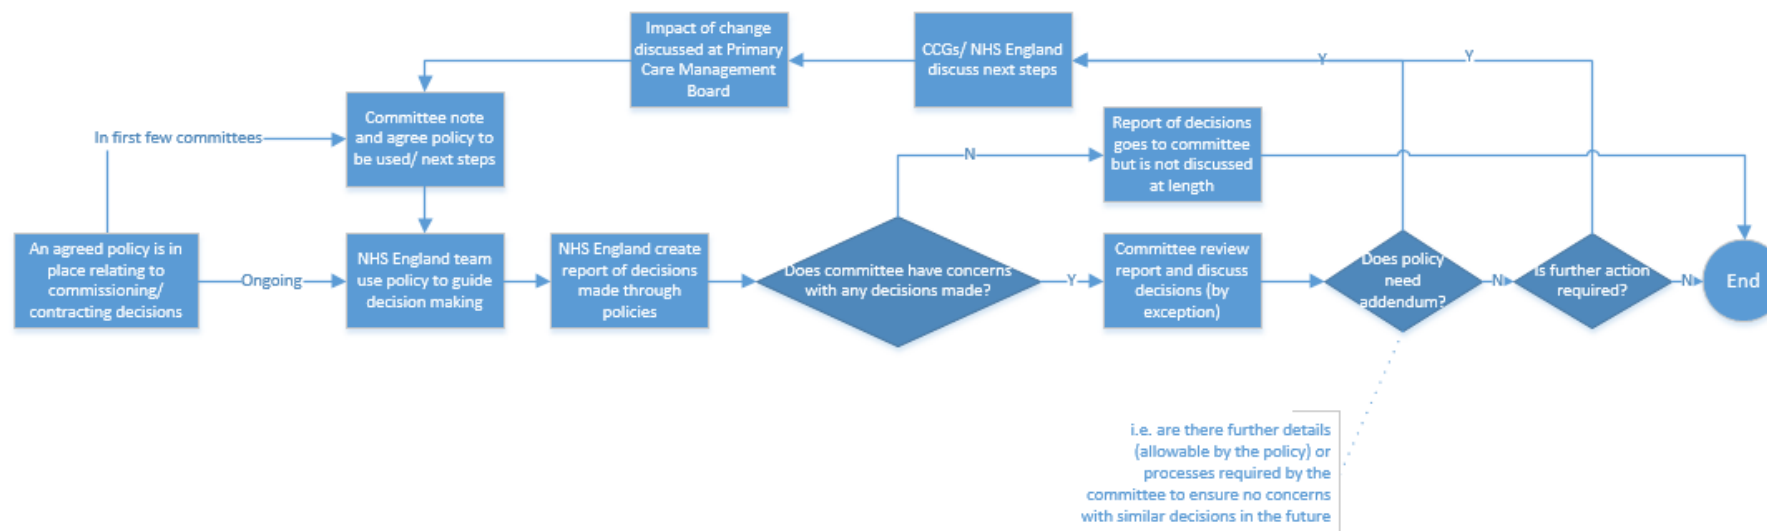 Impact of change
discussed at Primary
Care Management
Board
CCGs/ NHS England
discuss next steps
Y
Y
In first few committees
Committee note
and agree policy to
be used/ next steps
N
Report of decisions
goes to committee
but is not discussed
at length
An agreed policy is in
place relating to
commissioning/
contracting decisions
Ongoing
NHS England team
use policy to guide
decision making
NHS England create
report of decisions
made through
policies
Does committee have concerns
with any decisions made?
Y
Committee review
report and discuss
decisions (by
exception)
Does policy
need
addendum?
N
Is further action
required?
N
End
i.e. are there further details
(allowable by the policy) or
processes required by the
committee to ensure no concerns
with similar decisions in the future